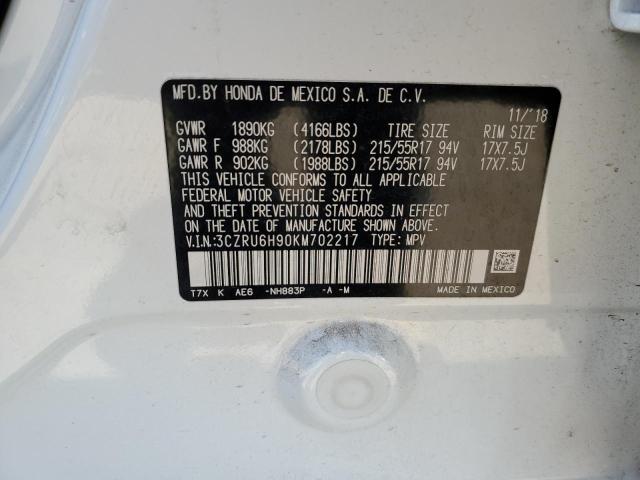 MFD.BY HONDA DE MEXICO S.A. DE C.V.
11/'18
GVWR 1890KG (4166LBS) TIRE SIZE RIM SIZE
GAWR F 988KG (2178LBS) 215/55R17 94V 17X7.5J
GAWR R 902KG (1988LBS) 215/55R17 94V 17X7.5J
THIS VEHICLE CONFORMS TO ALL APPLICABLE
FEDERAL MOTOR VEHICLE SAFETY
AND THEFT PREVENTION STANDARDS IN EFFECT
ON THE DATE OF MANUFACTURE SHOWN ABOVE.
V.I.N:3CZRU6H90KM702217 TYPE: MPV
T7X K AE6 -NH883P -A -M MADE IN MEXICO